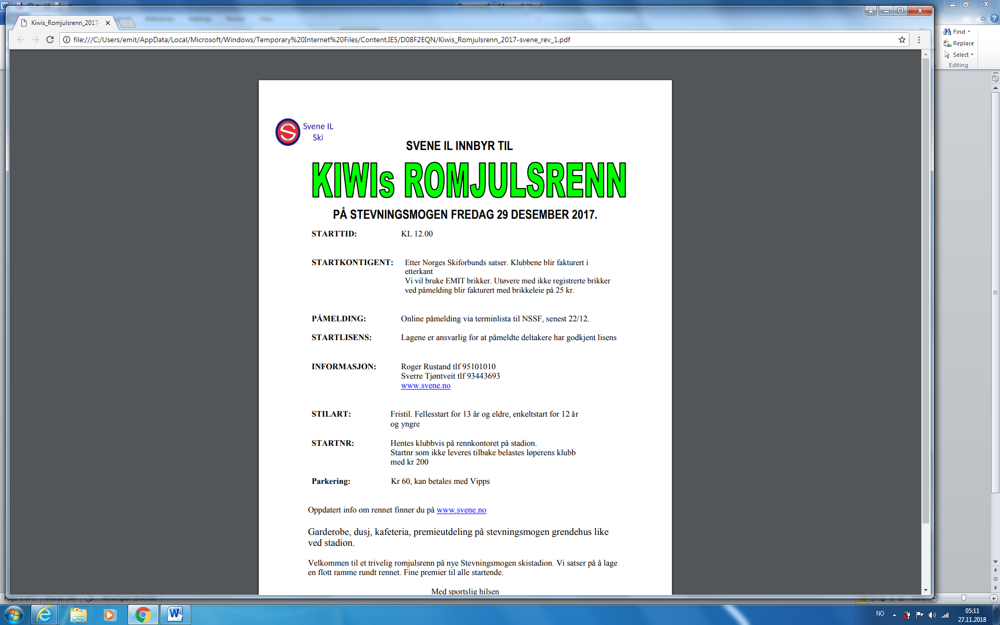 Kiwis_Romjulsrenn_2017-
file:///C:/Users/emit/AppData/Local/Microsoft/Windows/Temporary%20Internet%20Files/Content.IE5/D08F2EQN/Kiwis_Romjulsrenn_2017-svene_rev_1.pdf
Find
Replace
Select
Editing
Svene IL
Ski
SVENE IL INNBYR TIL
KIWIs ROMJULSRENN
PÅ STEVNINGSMOGEN FREDAG 29 DESEMBER 2017.
STARTTID: KL 12.00
STARTKONTIGENT: Etter Norges Skiforbunds satser. Klubbene blir fakturert i
etterkant
Vi vil bruke EMIT brikker. Utøvere med ikke registrerte brikker
ved påmelding blir fakturert med brikkeleie på 25 kr.
PÅMELDING: Online påmelding via terminlista til NSSF, senest 22/12.
STARTLISENS: Lagene er ansvarlig for at påmeldte deltakere har godkjent lisens
INFORMASJON: Roger Rustand tlf 95101010
Sverre Tjøntveit tlf 93443693
www.svene.no
STILART: Fristil. Fellesstart for 13 år og eldre, enkeltstart for 12 år
og yngre
STARTNR: Hentes klubbvis på rennkontoret på stadion.
Startnr som ikke leveres tilbake belastes løperens klubb
med kr 200
Parkering: Kr 60, kan betales med Vipps
Oppdatert info om rennet finner du på www.svene.no
Garderobe, dusj, kafeteria, premieutdeling på stevningsmogen grendehus like
ved stadion.
Velkommen til et trivelig romjulsrenn på nye Stevningsmogen skistadion. Vi satser på å lage
en flott ramme rundt rennet. Fine premier til alle startende.
Med sportslig hilsen
NO
05:11
27.11.2018